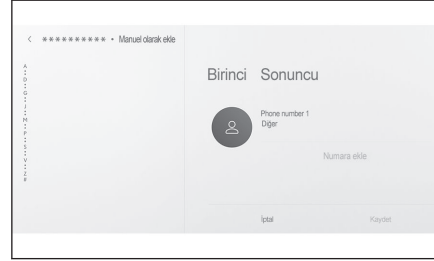 < ********** • Manuel olarak ekle
A
D
G
J
M
P
S
V
Z
#
Birinci Sonuncu
Phone number 1
Diğer
Numara ekle
İptal
Kaydet